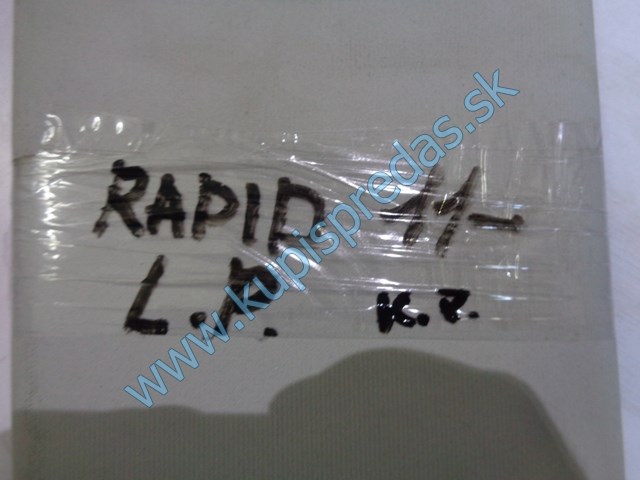 RAPID 11-
L.P. K.P.
www.kupispredas.sk